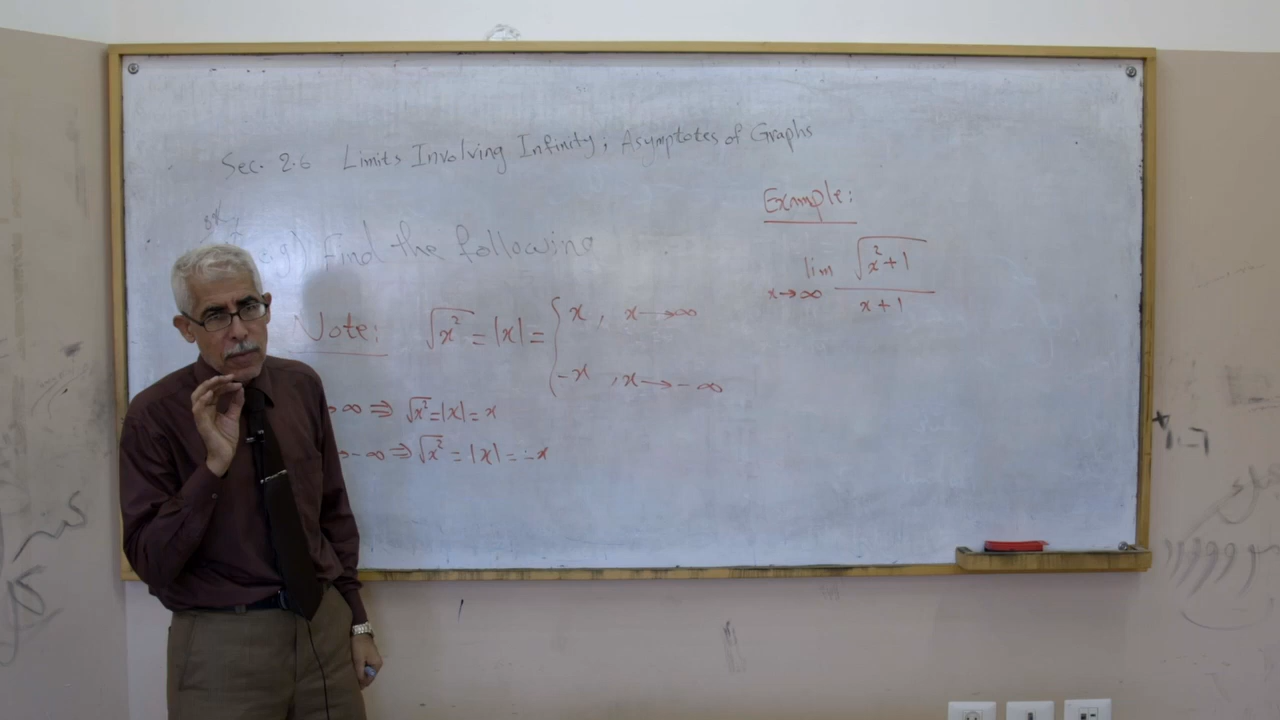 Sec. 2.6 Limits Involving Infinity; Asymptotes of Graphs
Find the following
Note: √x² = |x| = { x , x → ∞
-x , x → -∞
∞ ⇒ √x² = |x| = x
-∞ ⇒ √x² = |x| = -x
Example:
lim x→∞ √(x²+1) / (x+1)